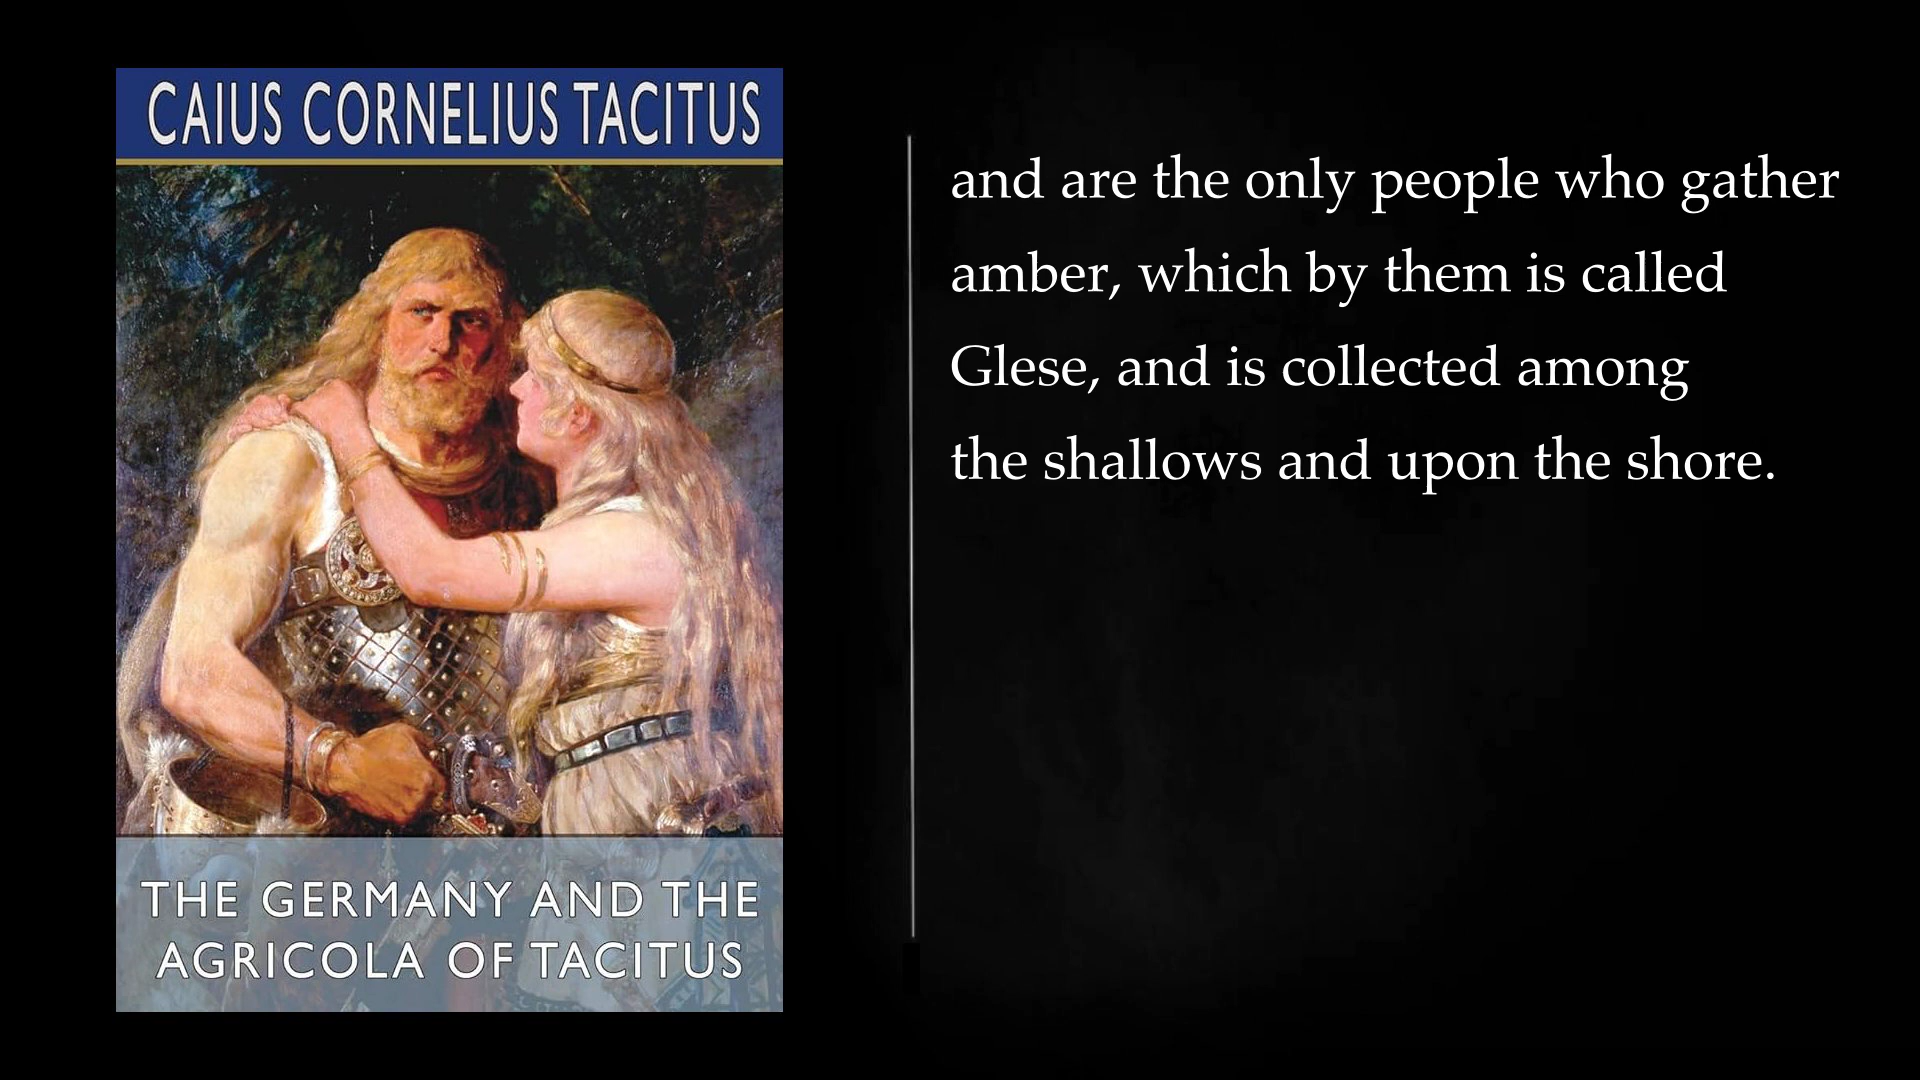 CAIUS CORNELIUS TACITUS
THE GERMANY AND THE
AGRICOLA OF TACITUS
and are the only people who gather
amber, which by them is called
Glese, and is collected among
the shallows and upon the shore.